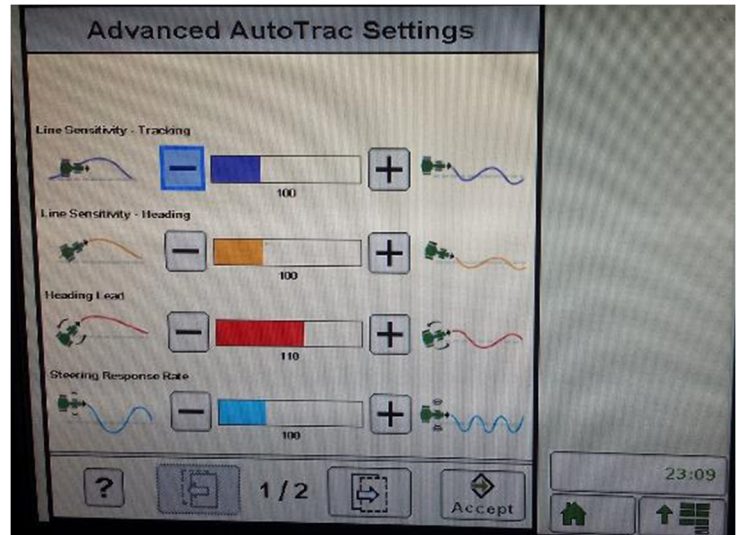 Advanced AutoTrac Settings
Line Sensitivity - Tracking
100
Line Sensitivity - Heading
100
Heading Lead
110
Steering Response Rate
100
?
1/2
Accept
23:09